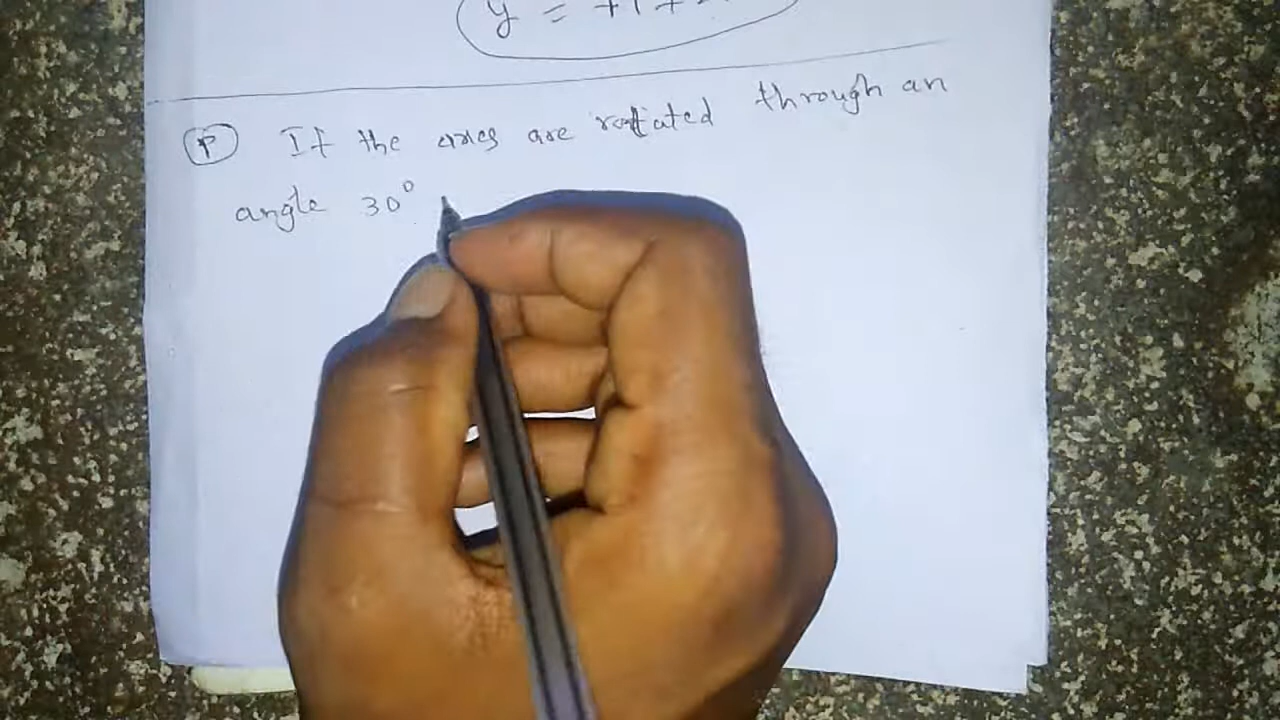 y =
P If the axes are rotated through an
angle 30°